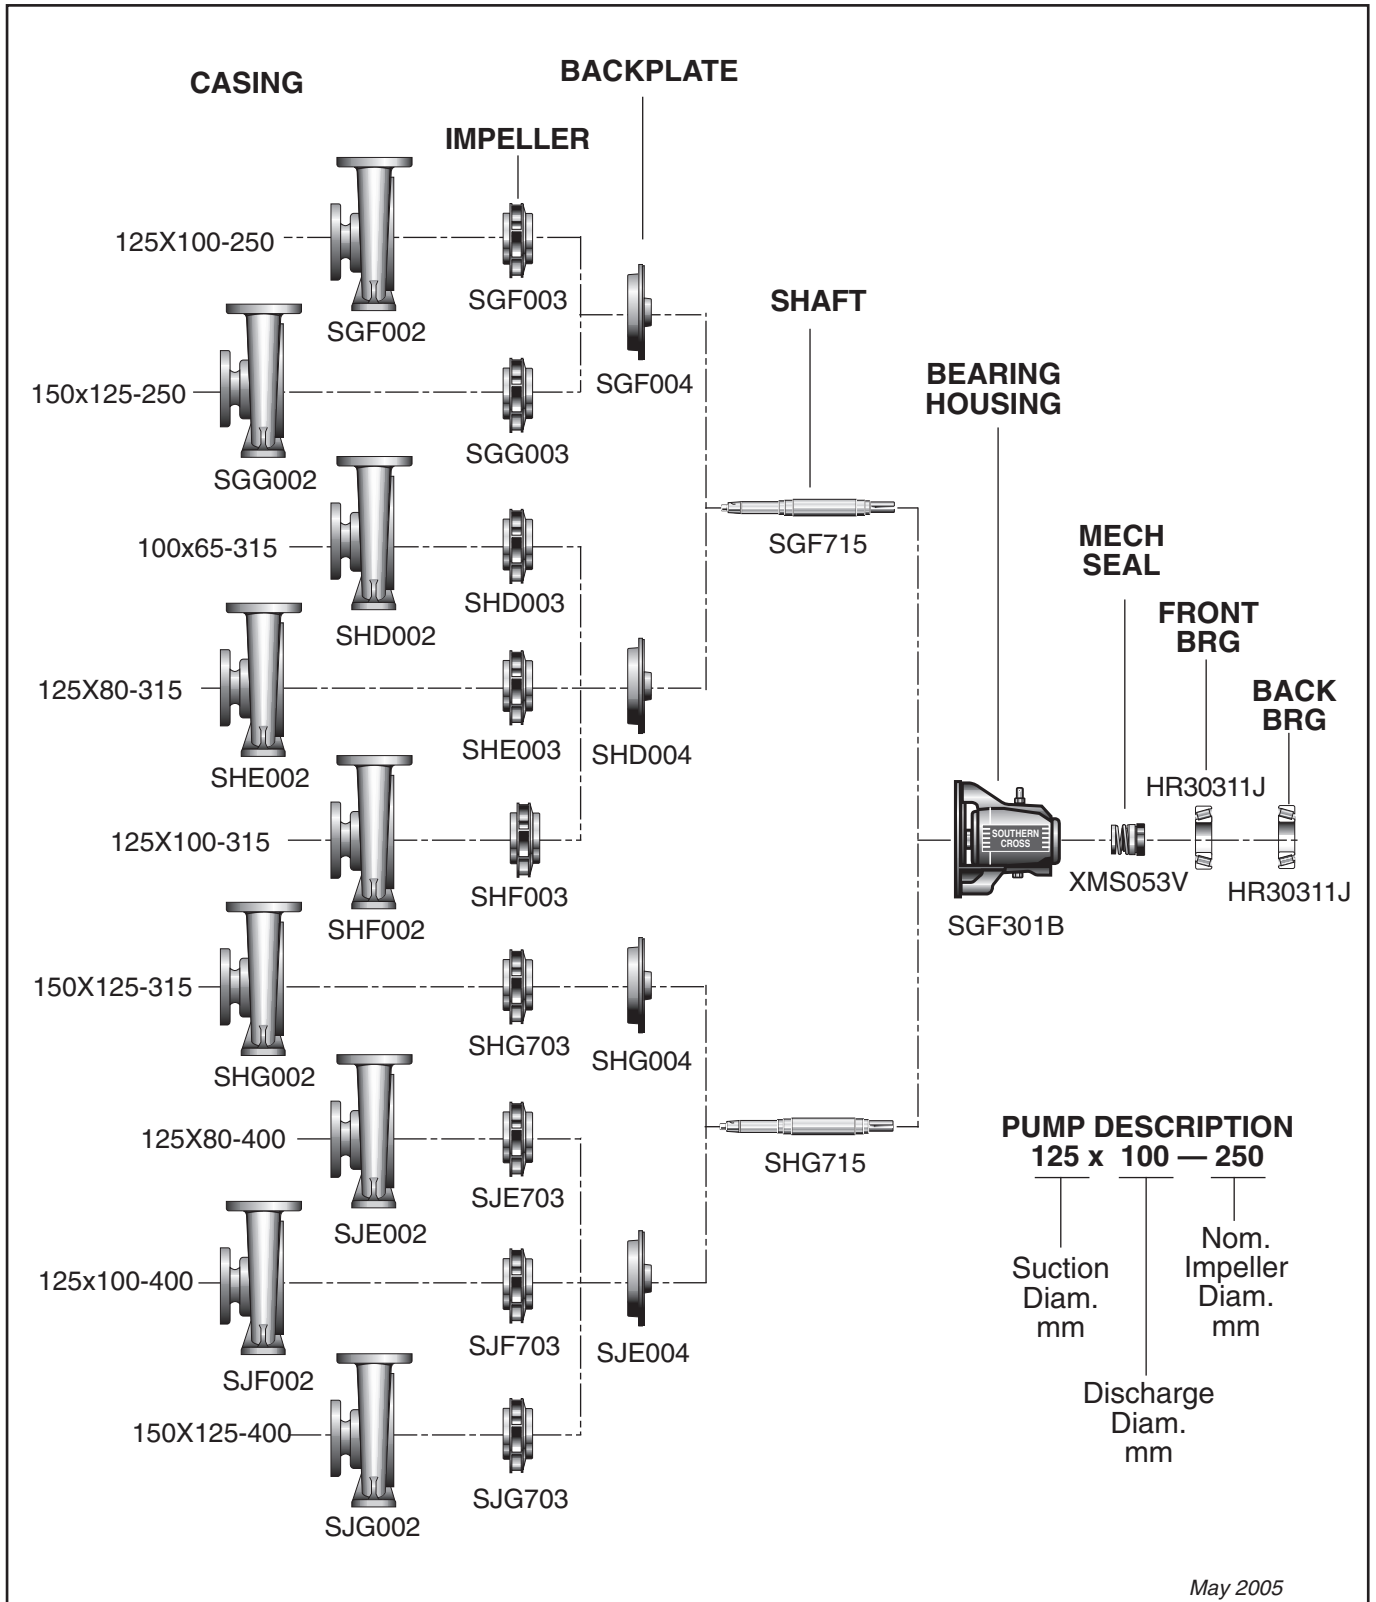 CASING
BACKPLATE
IMPELLER
125X100-250
SGF002
SGF003
SGF004
SHAFT
150x125-250
SGG002
SGG003
BEARING
HOUSING
100x65-315
SHD002
SHD003
SGF715
MECH
SEAL
FRONT
BRG
BACK
BRG
125X80-315
SHE002
SHE003
SHD004
125X100-315
SHF002
SHF003
SOUTHERN
CROSS
SGF301B
XMS053V
HR30311J
HR30311J
150X125-315
SHG002
SHG703
SHG004
125X80-400
SJE002
SJE703
SHG715
125x100-400
SJF002
SJF703
SJE004
150X125-400
SJG002
SJG703
PUMP DESCRIPTION
125 x 100 — 250
Suction
Diam.
mm
Discharge
Diam.
mm
Nom.
Impeller
Diam.
mm
May 2005